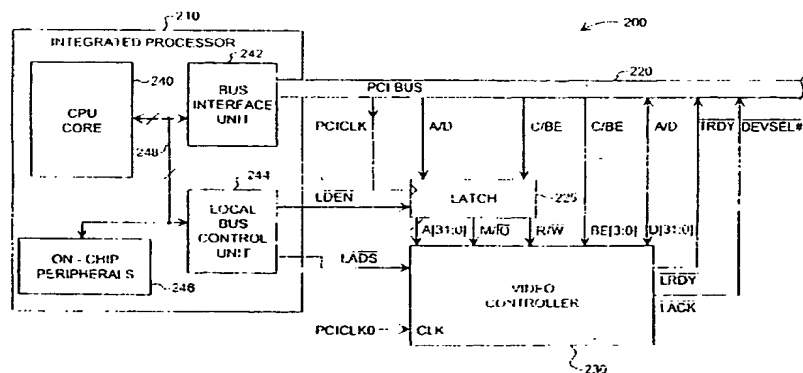 210
200
INTEGRATED PROCESSOR
240
242
220
CPU
CORE
BUS
INTERFACE
UNIT
PCI BUS
PCICLK
A/D
C/BE
C/BE
A/D
TRDY
DEVSEL#
248
244
LOCAL
BUS
CONTROL
UNIT
LDEN
LATCH
225
A[31:0]
M/IO
R/W
BE[3:0]
D[31:0]
ON - CHIP
PERIPHERALS
246
LADS
VIDEO
CONTROLLER
LRDY
LACK
PCICLK0
CLK
230